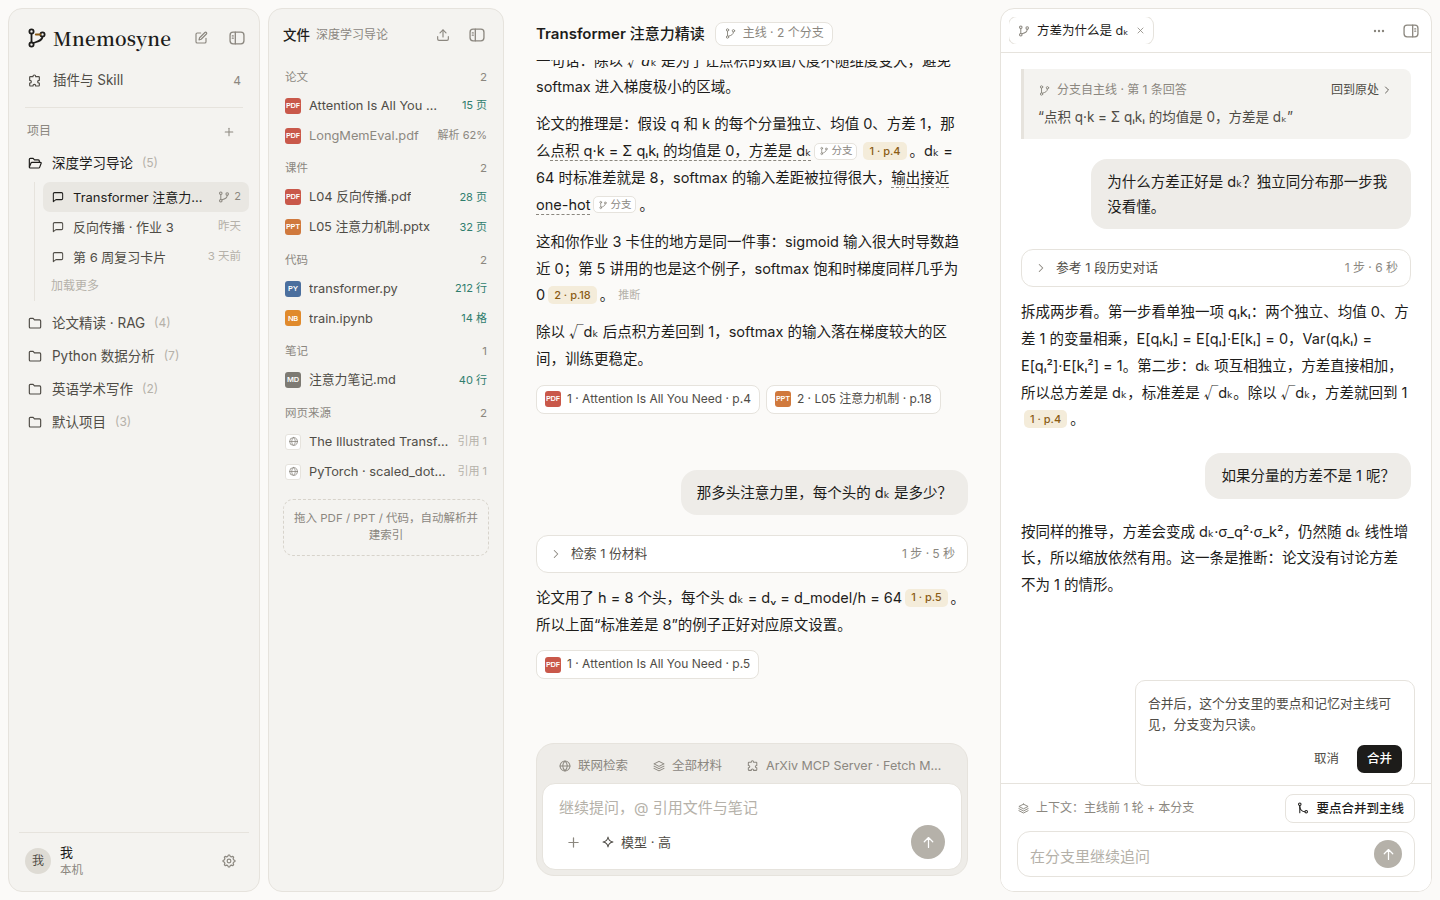 Mnemosyne
插件与 Skill 4
项目
深度学习导论 (5)
Transformer 注意力... 2
反向传播 · 作业 3 昨天
第 6 周复习卡片 3 天前
加载更多
论文精读 · RAG (4)
Python 数据分析 (7)
英语学术写作 (2)
默认项目 (3)
我 我
本机
文件 深度学习导论
论文 2
PDF Attention Is All You ... 15 页
PDF LongMemEval.pdf 解析 62%
课件 2
PDF L04 反向传播.pdf 28 页
PPT L05 注意力机制.pptx 32 页
代码 2
PY transformer.py 212 行
NB train.ipynb 14 格
笔记 1
MD 注意力笔记.md 40 行
网页来源 2
The Illustrated Transf... 引用 1
PyTorch · scaled_dot... 引用 1
拖入 PDF / PPT / 代码，自动解析并
建索引
Transformer 注意力精读 主线 · 2 个分支
一句话：除以 √dₖ 是为了让点积的数值尺度不随维度变大，避免
softmax 进入梯度极小的区域。
论文的推理是：假设 q 和 k 的每个分量独立、均值 0、方差 1，那
么点积 q·k = Σ qᵢkᵢ 的均值是 0，方差是 dₖ 分支 1 · p.4 。dₖ =
64 时标准差就是 8，softmax 的输入差距被拉得很大，输出接近
one-hot 分支 。
这和你作业 3 卡住的地方是同一件事：sigmoid 输入很大时导数趋
近 0；第 5 讲用的也是这个例子，softmax 饱和时梯度同样几乎为
0 2 · p.18 。 推断
除以 √dₖ 后点积方差回到 1，softmax 的输入落在梯度较大的区
间，训练更稳定。
PDF 1 · Attention Is All You Need · p.4 PPT 2 · L05 注意力机制 · p.18
那多头注意力里，每个头的 dₖ 是多少？
检索 1 份材料 1 步 · 5 秒
论文用了 h = 8 个头，每个头 dₖ = dᵥ = d_model/h = 64 1 · p.5 。
所以上面“标准差是 8”的例子正好对应原文设置。
PDF 1 · Attention Is All You Need · p.5
联网检索 全部材料 ArXiv MCP Server · Fetch M...
继续提问，@ 引用文件与笔记
模型 · 高
方差为什么是 dₖ ×
分支自主线 · 第 1 条回答 回到原处
“点积 q·k = Σ qᵢkᵢ 的均值是 0，方差是 dₖ”
为什么方差正好是 dₖ？独立同分布那一步我
没看懂。
参考 1 段历史对话 1 步 · 6 秒
拆成两步看。第一步看单独一项 qᵢkᵢ：两个独立、均值 0、方
差 1 的变量相乘，E[qᵢkᵢ] = E[qᵢ]·E[kᵢ] = 0，Var(qᵢkᵢ) =
E[qᵢ²]·E[kᵢ²] = 1。第二步：dₖ 项互相独立，方差直接相加，
所以总方差是 dₖ，标准差是 √dₖ。除以 √dₖ，方差就回到 1
1 · p.4 。
如果分量的方差不是 1 呢？
按同样的推导，方差会变成 dₖ·σ_q²·σ_k²，仍然随 dₖ 线性增
长，所以缩放依然有用。这一条是推断：论文没有讨论方差
不为 1 的情形。
合并后，这个分支里的要点和记忆对主线可
见，分支变为只读。
取消 合并
上下文：主线前 1 轮 + 本分支 要点合并到主线
在分支里继续追问